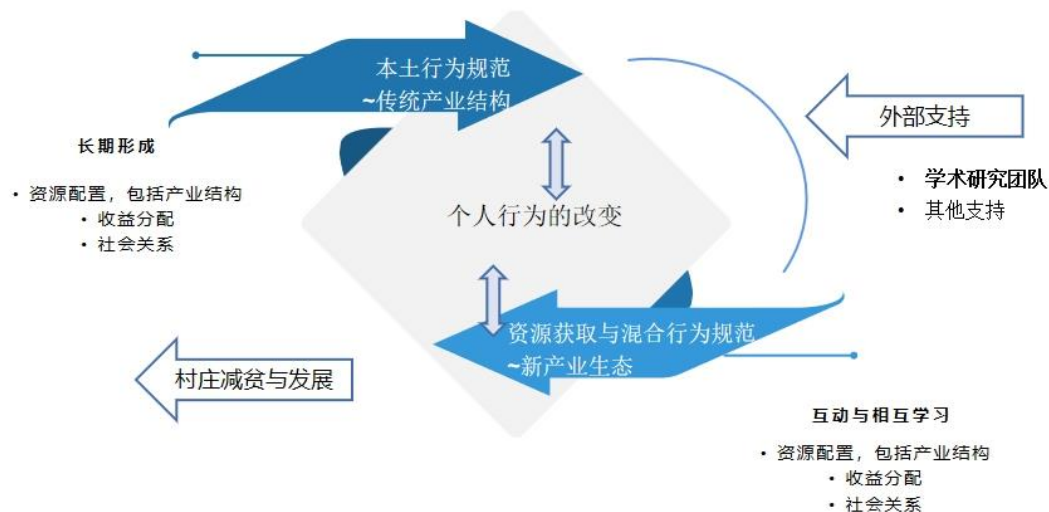 本土行为规范
~传统产业结构
外部支持
长期形成
• 学术研究团队
• 其他支持
• 资源配置，包括产业结构
• 收益分配
• 社会关系
个人行为的改变
资源获取与混合行为规范
~新产业生态
村庄减贫与发展
互动与相互学习
• 资源配置，包括产业结构
• 收益分配
• 社会关系